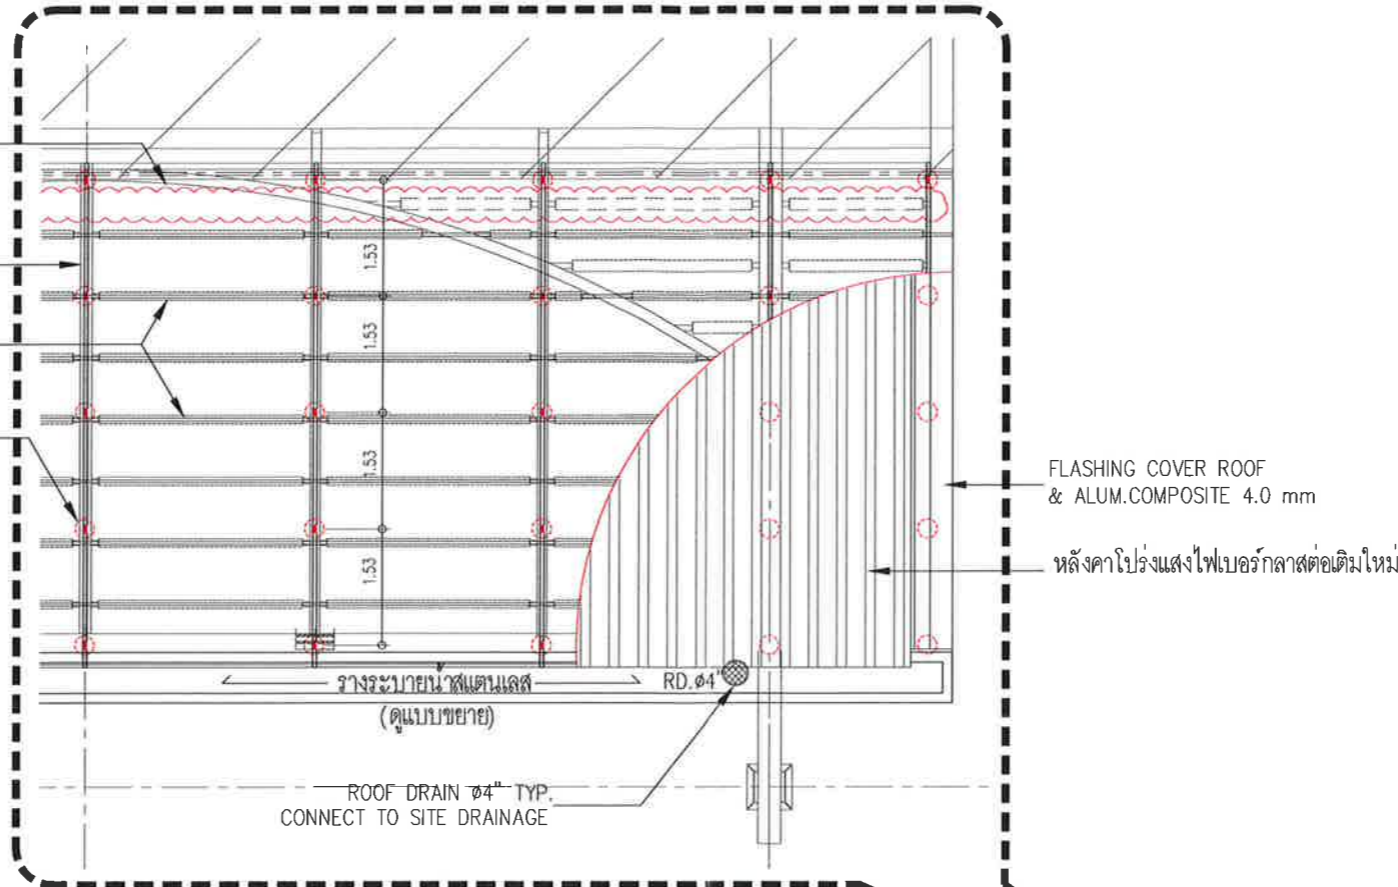 1.53
1.53
1.53
1.53
FLASHING COVER ROOF
& ALUM.COMPOSITE 4.0 mm
หลังคาโปร่งแสงไฟเบอร์กลาสต่อเติมใหม่
รางระบายน้ำสแตนเลส
(ดูแบบขยาย)
RD.ø4"
ROOF DRAIN ø4" TYP.
CONNECT TO SITE DRAINAGE